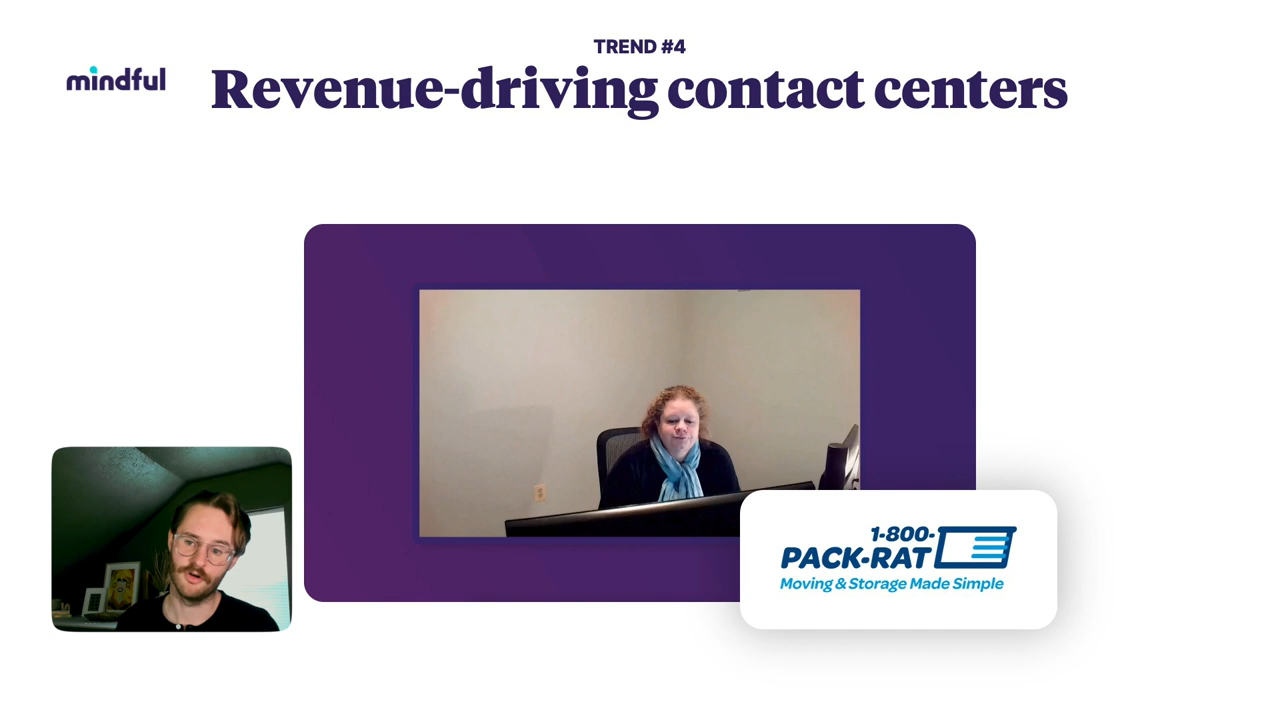 TREND #4
mindful
Revenue-driving contact centers
1-800-
PACK-RAT
Moving & Storage Made Simple